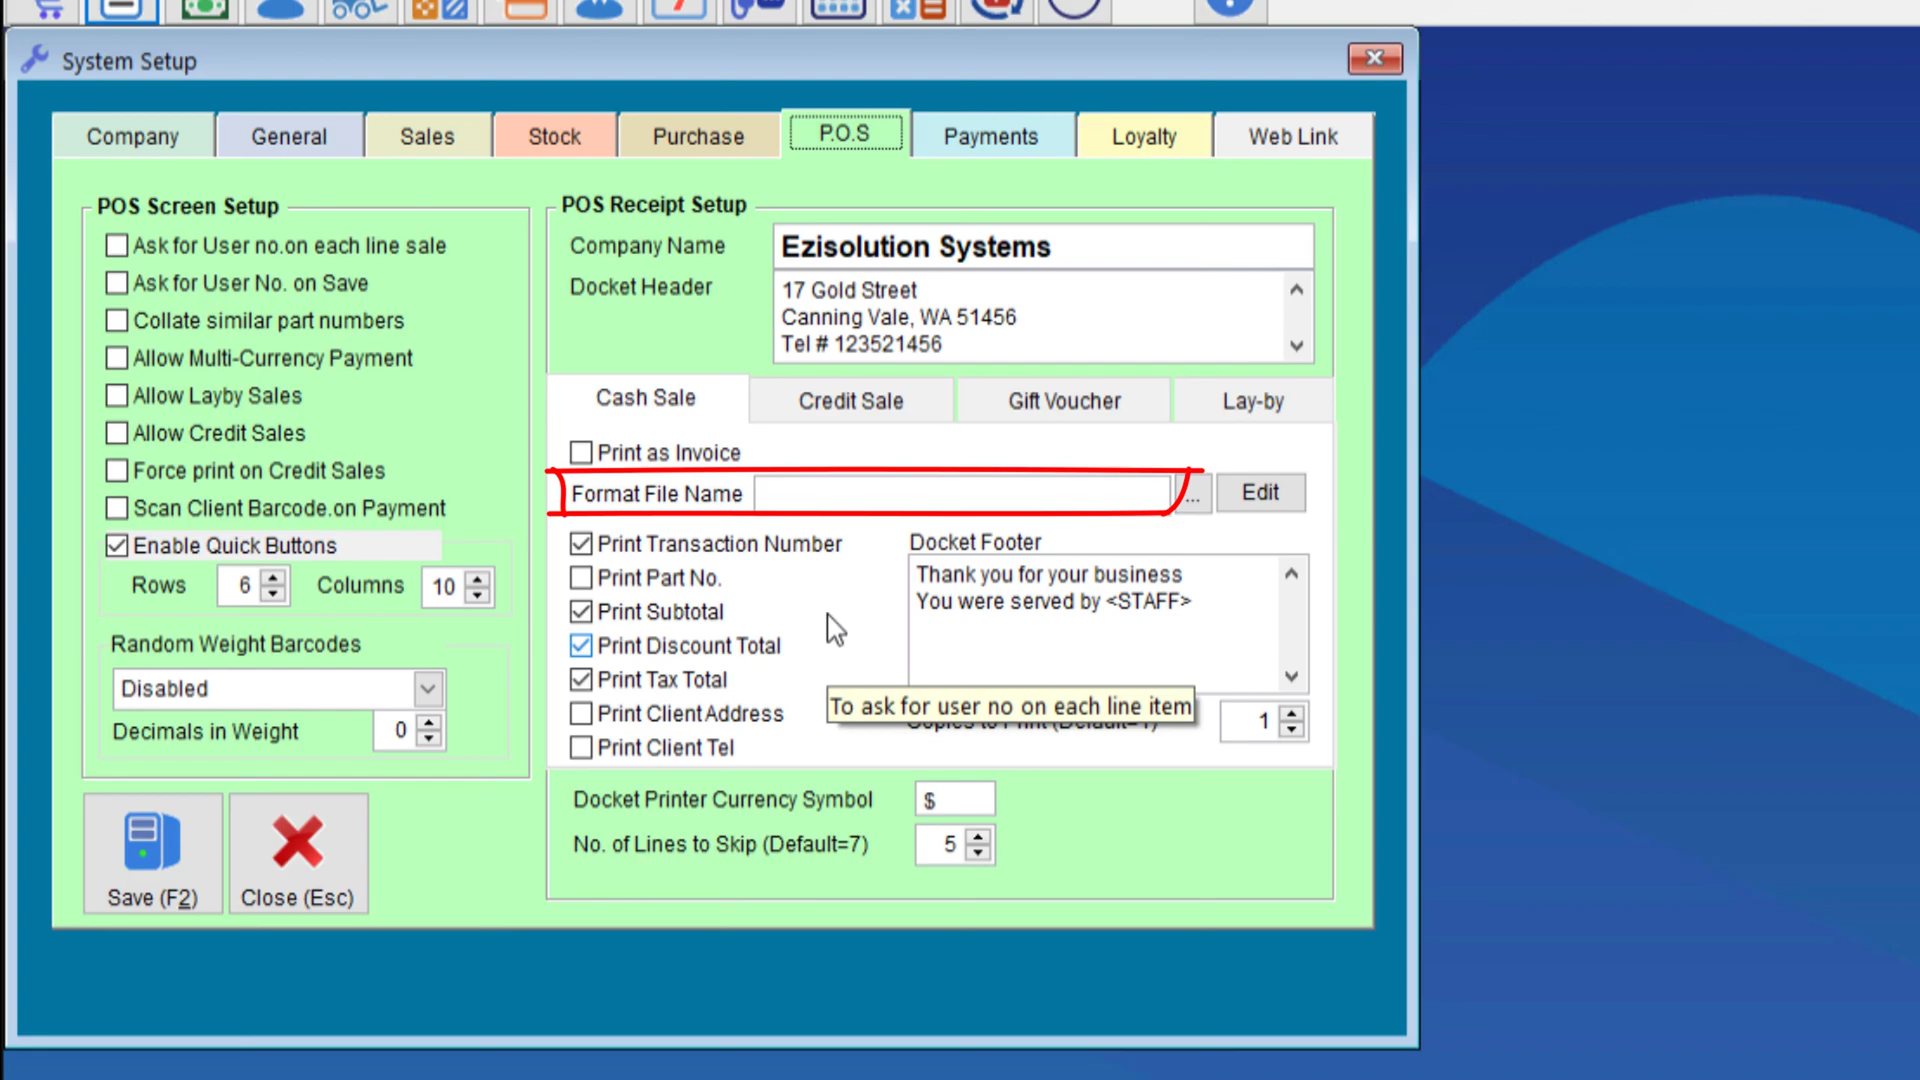 System Setup
Company
General
Sales
Stock
Purchase
P.O.S
Payments
Loyalty
Web Link
POS Screen Setup
Ask for User no.on each line sale
Ask for User No. on Save
Collate similar part numbers
Allow Multi-Currency Payment
Allow Layby Sales
Allow Credit Sales
Force print on Credit Sales
Scan Client Barcode.on Payment
Enable Quick Buttons
Rows 6 Columns 10
Random Weight Barcodes
Disabled
Decimals in Weight 0
Save (F2)
Close (Esc)
POS Receipt Setup
Company Name Ezisolution Systems
Docket Header
17 Gold Street
Canning Vale, WA 51456
Tel # 123521456
Cash Sale
Credit Sale
Gift Voucher
Lay-by
Print as Invoice
Format File Name ... Edit
Print Transaction Number
Print Part No.
Print Subtotal
Print Discount Total
Print Tax Total
Print Client Address
Print Client Tel
Docket Footer
Thank you for your business
You were served by <STAFF>
To ask for user no on each line item
Copies to Print (Default=1) 1
Docket Printer Currency Symbol $
No. of Lines to Skip (Default=7) 5